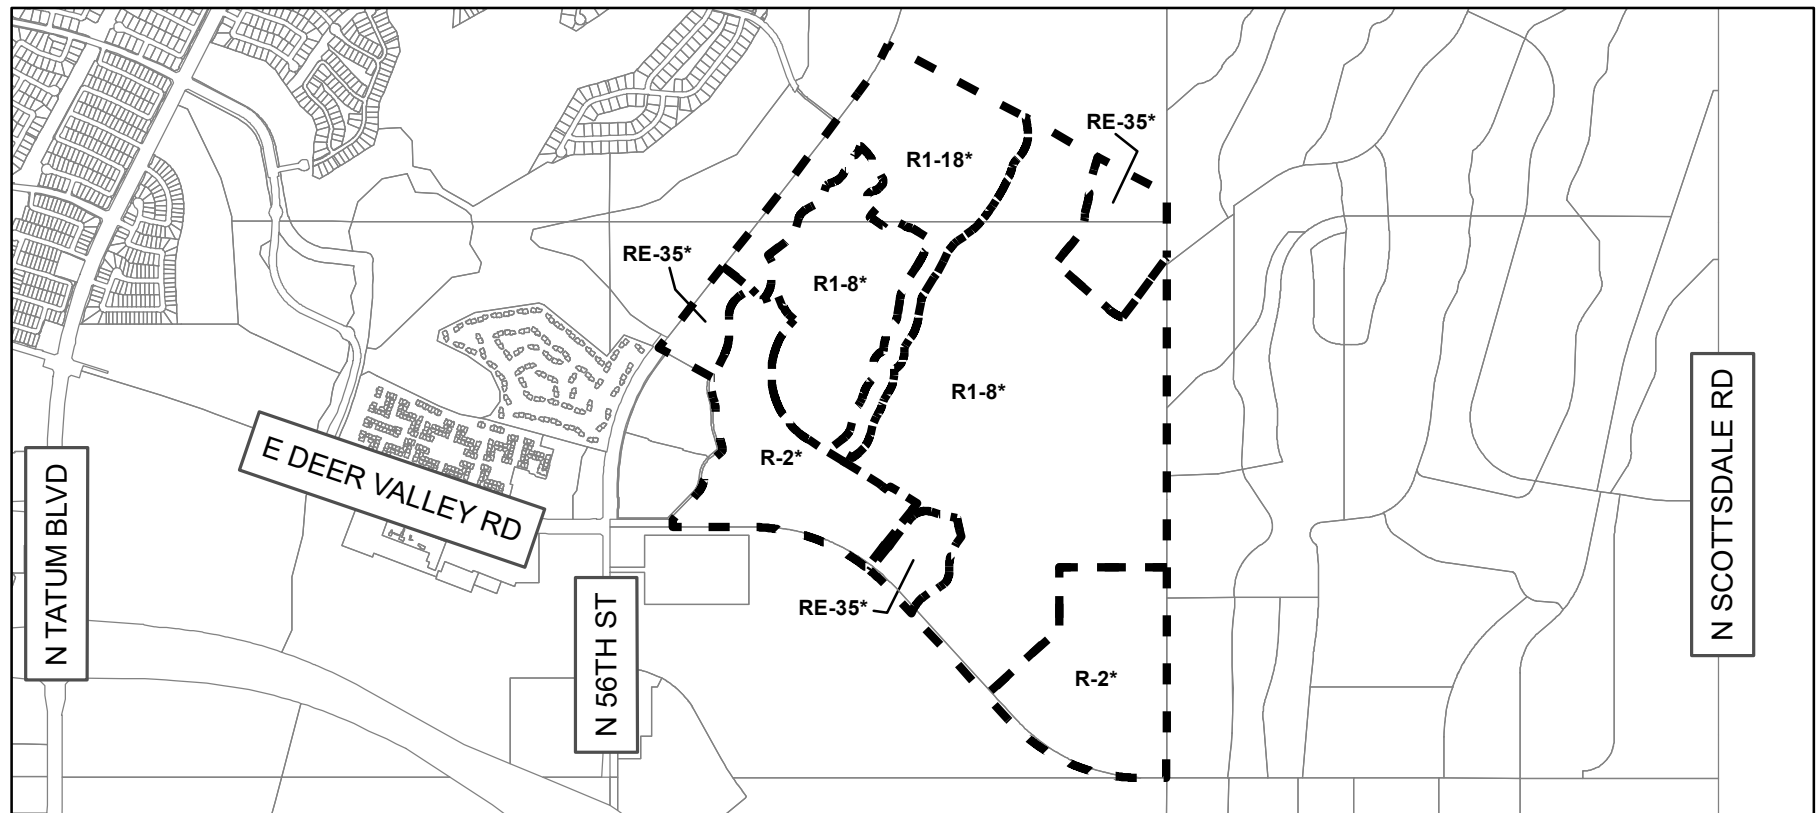 RE-35*
R1-18*
RE-35*
R1-8*
R1-8*
R-2*
E DEER VALLEY RD
N TATUM BLVD
N SCOTTSDALE RD
RE-35*
N 56TH ST
R-2*